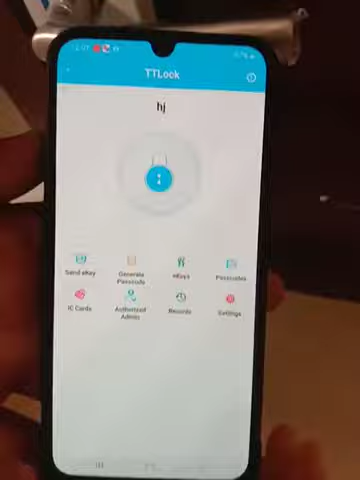 TTLock
hj
Send eKey
Generate
Passcode
eKeys
Passcodes
IC Cards
Authorized
Admin
Records
Settings